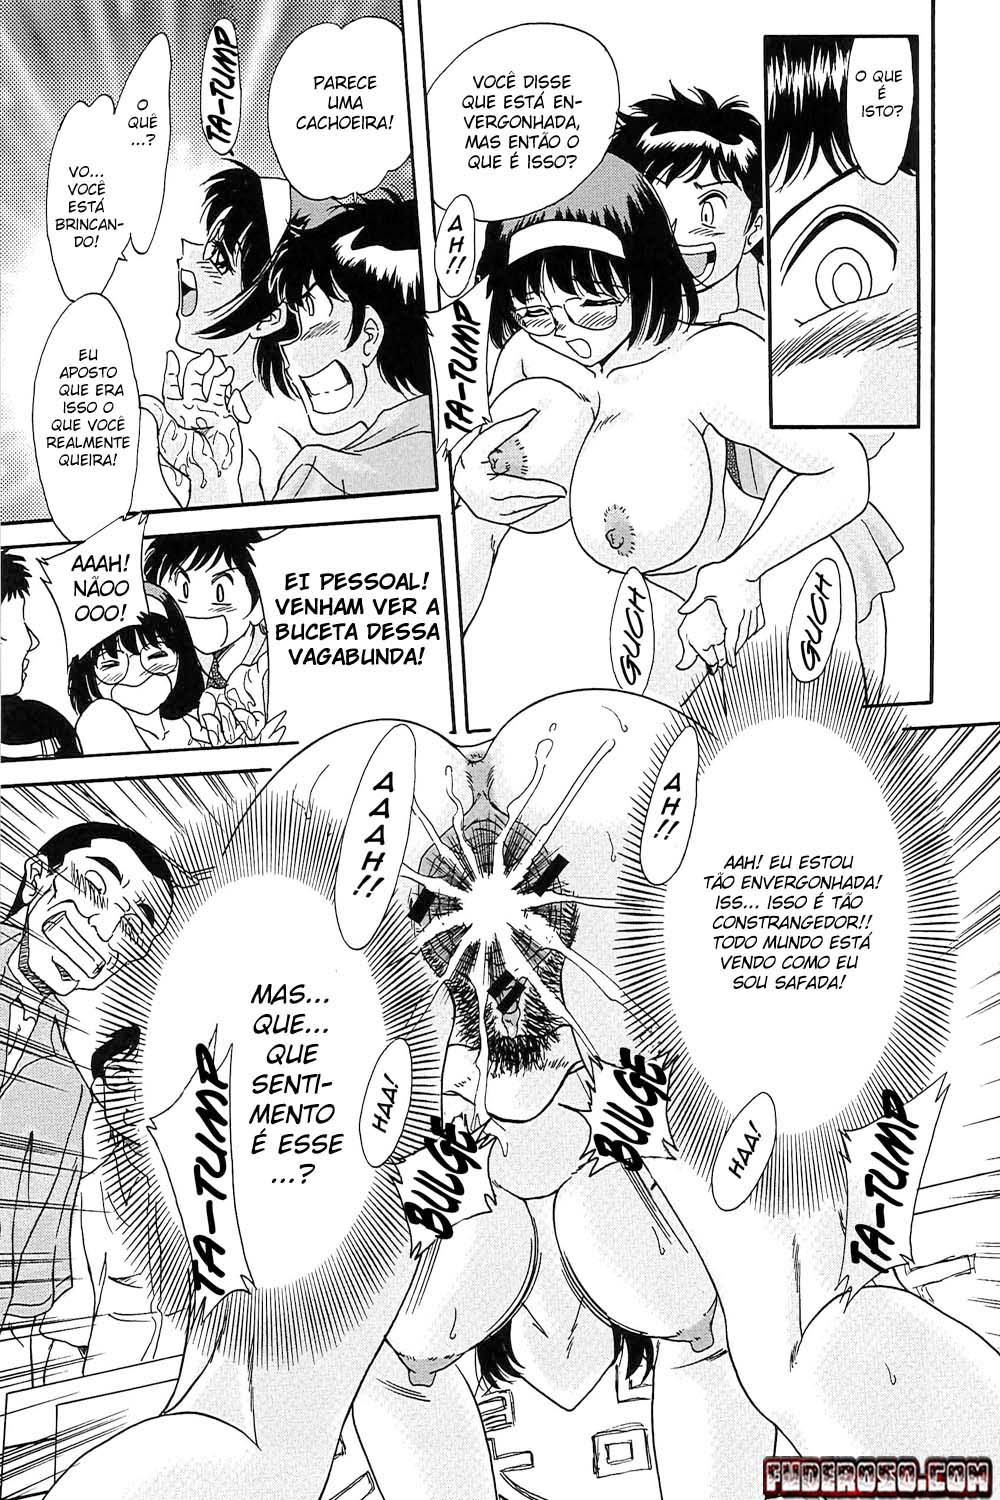 O QUE
É
ISTO?
VOCÊ DISSE
QUE ESTÁ EN-
VERGONHADA,
MAS ENTÃO O
QUE É ISSO?
AH!!
TA-TUMP
GUCH
GUCH
PARECE
UMA
CACHOEIRA!
TA-TUMP
O
QUÊ
...?
VO...
VOCÊ
ESTÁ
BRINCAN-
DO!
EU
APOSTO
QUE ERA
ISSO O
QUE VOCÊ
REALMENTE
QUEIRA!
EI PESSOAL!
VENHAM VER A
BUCETA DESSA
VAGABUNDA!
AAAH!
NÃOO
OOO!
AH!!
AAAH!!
AAH! EU ESTOU
TÃO ENVERGONHADA!
ISS... ISSO É TÃO
CONSTRANGEDOR!!
TODO MUNDO ESTÁ
VENDO COMO EU
SOU SAFADA!
MAS...
QUE...
QUE
SENTI-
MENTO
É ESSE
...?
HAA!
HAA!
BULGE
BULGE
TA-TUMP
TA-TUMP
FUDEROSO.COM